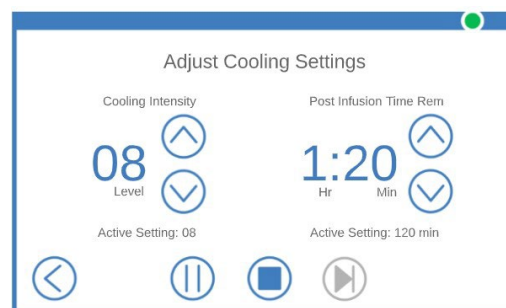 Adjust Cooling Settings
Cooling Intensity
Post Infusion Time Rem
08
Level
1:20
Hr Min
Active Setting: 08
Active Setting: 120 min